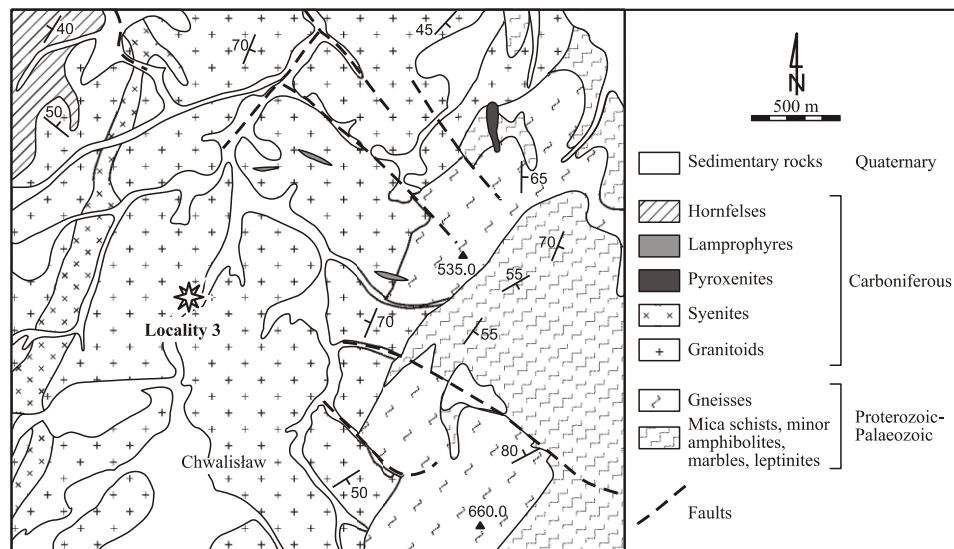 40
70
45
50
65
70
535.0
55
Locality 3
70
55
Chwalisław
50
80
660.0
N
500 m
Sedimentary rocks Quaternary
Hornfelses
Lamprophyres
Pyroxenites
Carboniferous
Syenites
Granitoids
Gneisses
Mica schists, minor
amphibolites,
marbles, leptinites
Proterozoic-
Palaeozoic
Faults